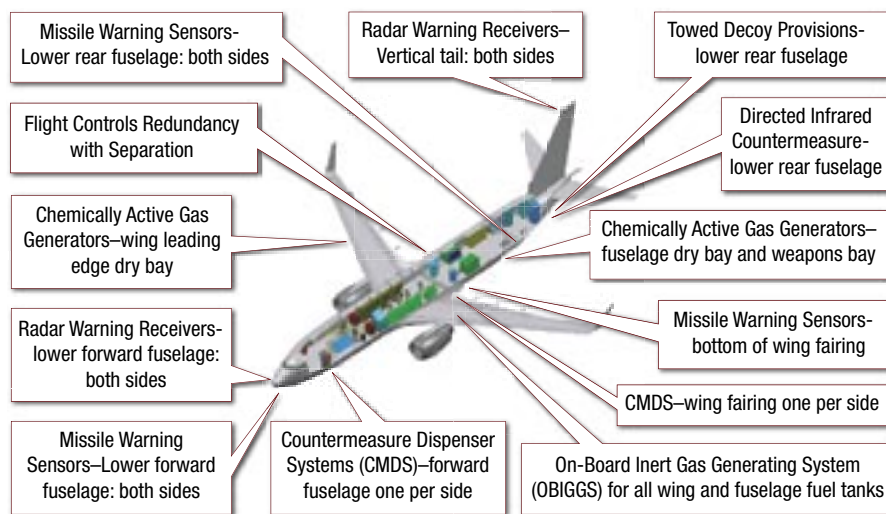 Missile Warning Sensors-
Lower rear fuselage: both sides
Radar Warning Receivers–
Vertical tail: both sides
Towed Decoy Provisions-
lower rear fuselage
Flight Controls Redundancy
with Separation
Directed Infrared
Countermeasure-
lower rear fuselage
Chemically Active Gas
Generators–wing leading
edge dry bay
Chemically Active Gas Generators–
fuselage dry bay and weapons bay
Radar Warning Receivers-
lower forward fuselage:
both sides
Missile Warning Sensors-
bottom of wing fairing
CMDS–wing fairing one per side
Missile Warning
Sensors–Lower forward
fuselage: both sides
Countermeasure Dispenser
Systems (CMDS)–forward
fuselage one per side
On-Board Inert Gas Generating System
(OBIGGS) for all wing and fuselage fuel tanks